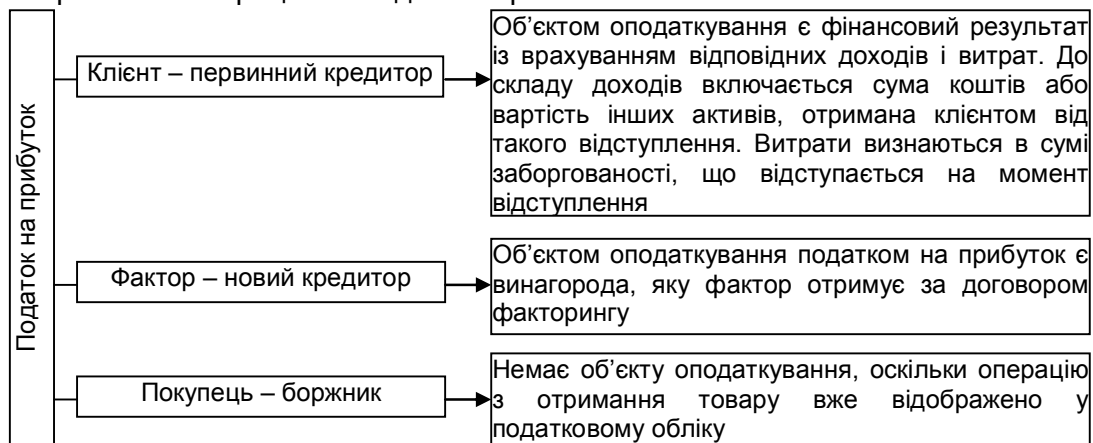 Податок на прибуток
Клієнт – первинний кредитор
Об’єктом оподаткування є фінансовий результат
із врахуванням відповідних доходів і витрат. До
складу доходів включається сума коштів або
вартість інших активів, отримана клієнтом від
такого відступлення. Витрати визнаються в сумі
заборгованості, що відступається на момент
відступлення
Фактор – новий кредитор
Об’єктом оподаткування податком на прибуток є
винагорода, яку фактор отримує за договором
факторингу
Покупець – боржник
Немає об’єкту оподаткування, оскільки операцію
з отримання товару вже відображено у
податковому обліку